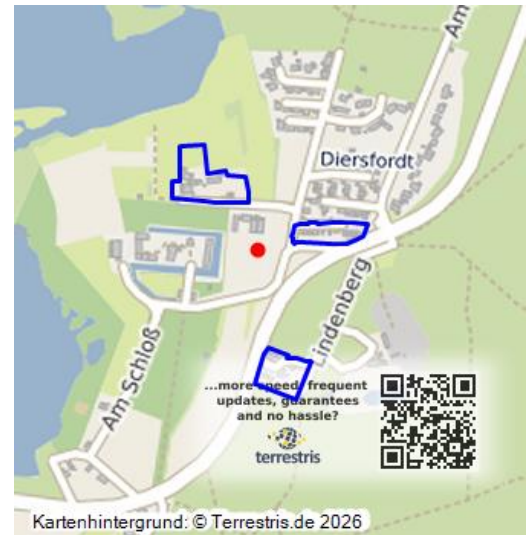 Am
Diersfordt
Lindenberg
Am Schloß
...more speed, frequent
updates, guarantees
and no hassle?
terrestris
Kartenhintergrund: © Terrestris.de 2026